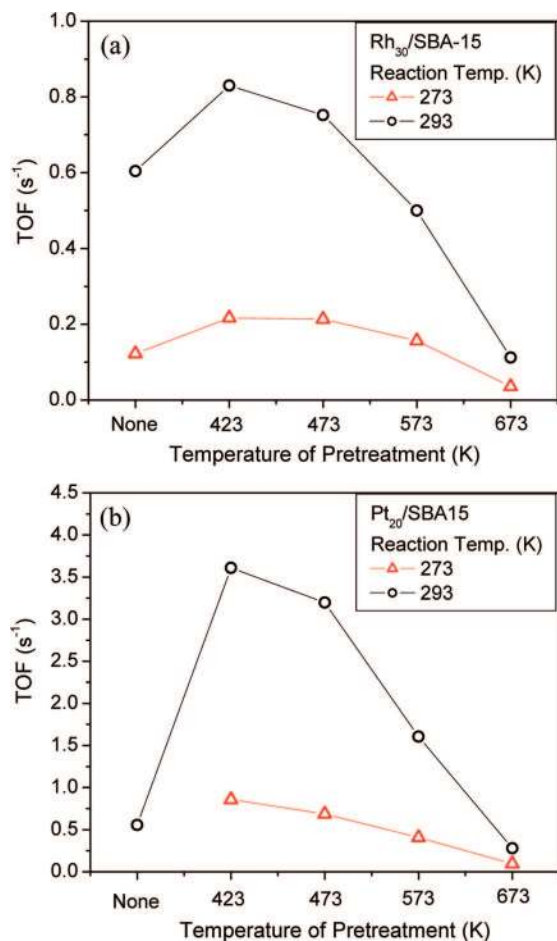 (a)
Rh30/SBA-15
Reaction Temp. (K)
273
293
1.0
0.8
0.6
0.4
0.2
0.0
TOF (s-1)
None 423 473 573 673
Temperature of Pretreatment (K)
(b)
Pt20/SBA15
Reaction Temp. (K)
273
293
4.5
4.0
3.5
3.0
2.5
2.0
1.5
1.0
0.5
0.0
TOF (s-1)
None 423 473 573 673
Temperature of Pretreatment (K)